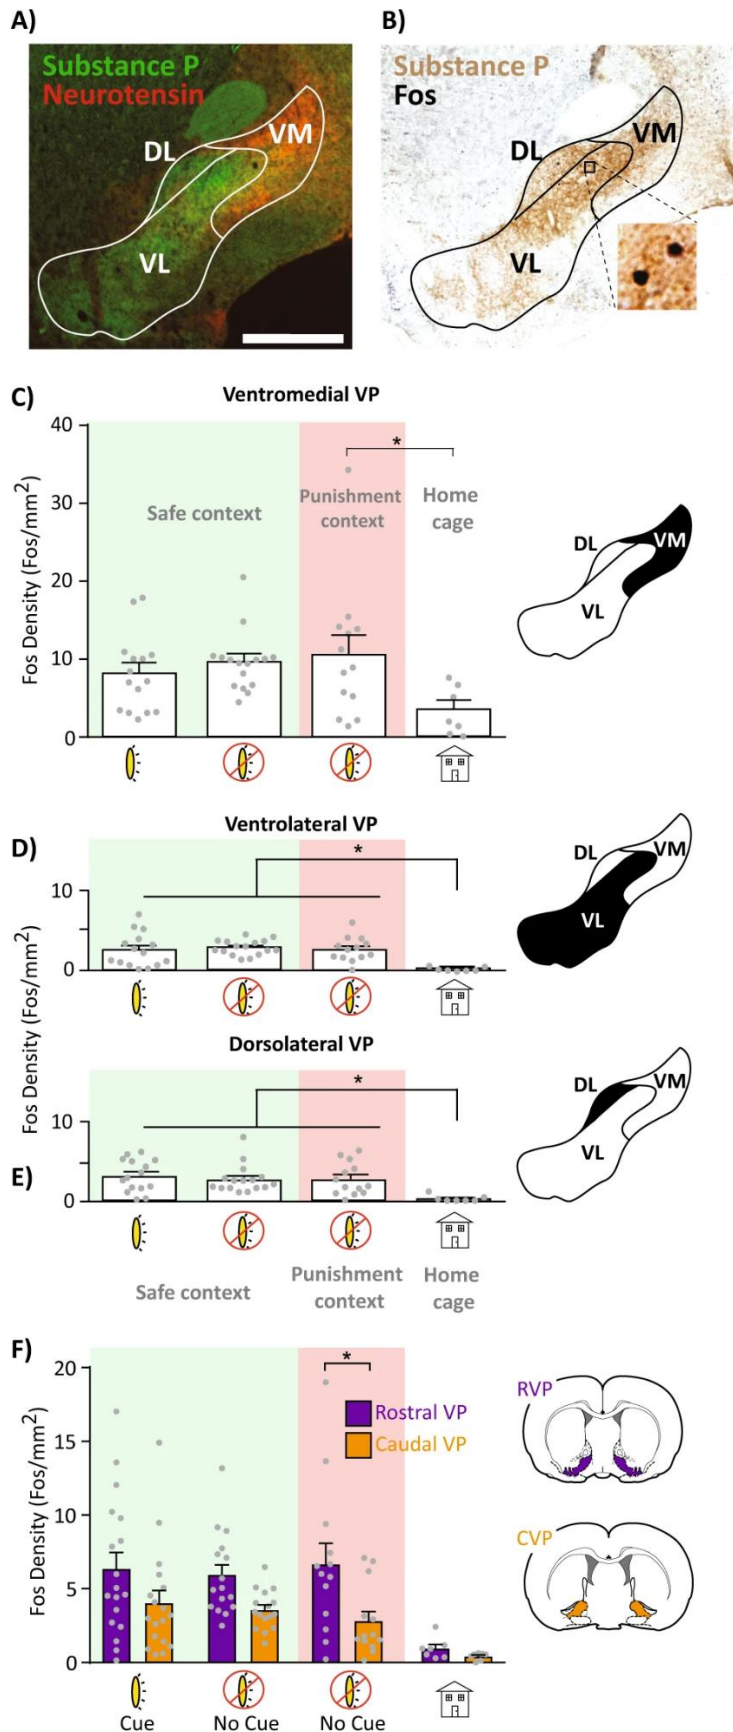 A)
Substance P
Neurotensin
DL
VM
VL
B)
Substance P
Fos
DL
VM
VL
C)
Ventromedial VP
Fos Density (Fos/mm²)
40
30
20
10
0
Safe context
Punishment
context
Home
cage
*
DL
VM
VL
D)
Ventrolateral VP
Fos Density (Fos/mm²)
10
0
*
DL
VM
VL
Dorsolateral VP
10
0
*
E)
DL
VM
VL
Safe context
Punishment
context
Home
cage
F)
Fos Density (Fos/mm²)
20
15
10
5
0
*
Rostral VP
Caudal VP
Cue
No Cue
No Cue
RVP
CVP